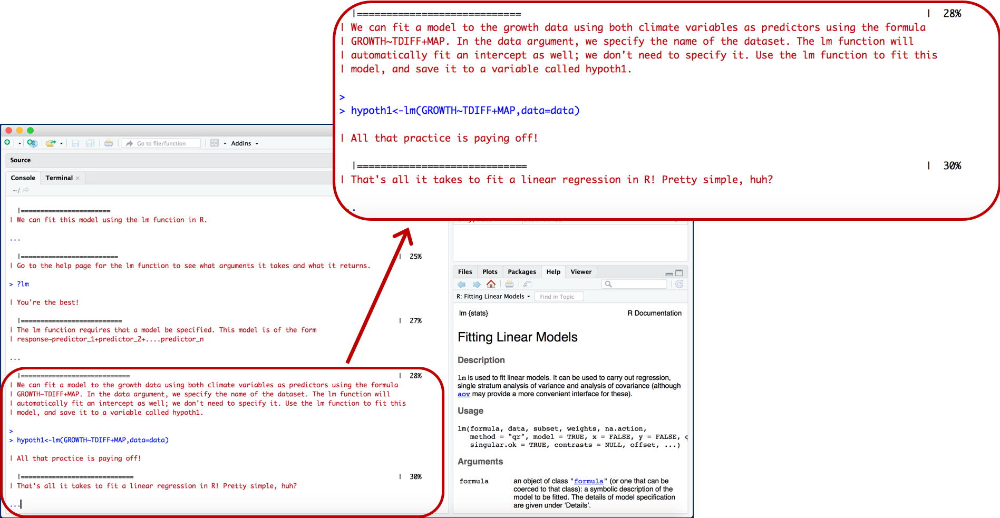 |============================ | 28%
| We can fit a model to the growth data using both climate variables as predictors using the formula
| GROWTH~TDIFF+MAP. In the data argument, we specify the name of the dataset. The lm function will
| automatically fit an intercept as well; we don't need to specify it. Use the lm function to fit this
| model, and save it to a variable called hypoth1.
>
> hypoth1<-lm(GROWTH~TDIFF+MAP,data=data)
| All that practice is paying off!
|============================= | 30%
| That's all it takes to fit a linear regression in R! Pretty simple, huh?
Go to file/function
Addins
Source
Console Terminal
~/
|=======================
| We can fit this model using the lm function in R.
...
|========================= | 25%
| Go to the help page for the lm function to see what arguments it takes and what it returns.
> ?lm
| You're the best!
|========================== | 27%
| The lm function requires that a model be specified. This model is of the form
| response~predictor_1+predictor_2+....predictor_n
...
|============================ | 28%
| We can fit a model to the growth data using both climate variables as predictors using the formula
| GROWTH~TDIFF+MAP. In the data argument, we specify the name of the dataset. The lm function will
| automatically fit an intercept as well; we don't need to specify it. Use the lm function to fit this
| model, and save it to a variable called hypoth1.
>
> hypoth1<-lm(GROWTH~TDIFF+MAP,data=data)
| All that practice is paying off!
|============================= | 30%
| That's all it takes to fit a linear regression in R! Pretty simple, huh?
...
Files Plots Packages Help Viewer
R: Fitting Linear Models Find in Topic
lm {stats} R Documentation
Fitting Linear Models
Description
lm is used to fit linear models. It can be used to carry out regression,
single stratum analysis of variance and analysis of covariance (although
aov may provide a more convenient interface for these).
Usage
lm(formula, data, subset, weights, na.action,
method = "qr", model = TRUE, x = FALSE, y = FALSE, q
singular.ok = TRUE, contrasts = NULL, offset, ...)
Arguments
formula an object of class "formula" (or one that can be
coerced to that class): a symbolic description of the
model to be fitted. The details of model specification
are given under ‘Details’.